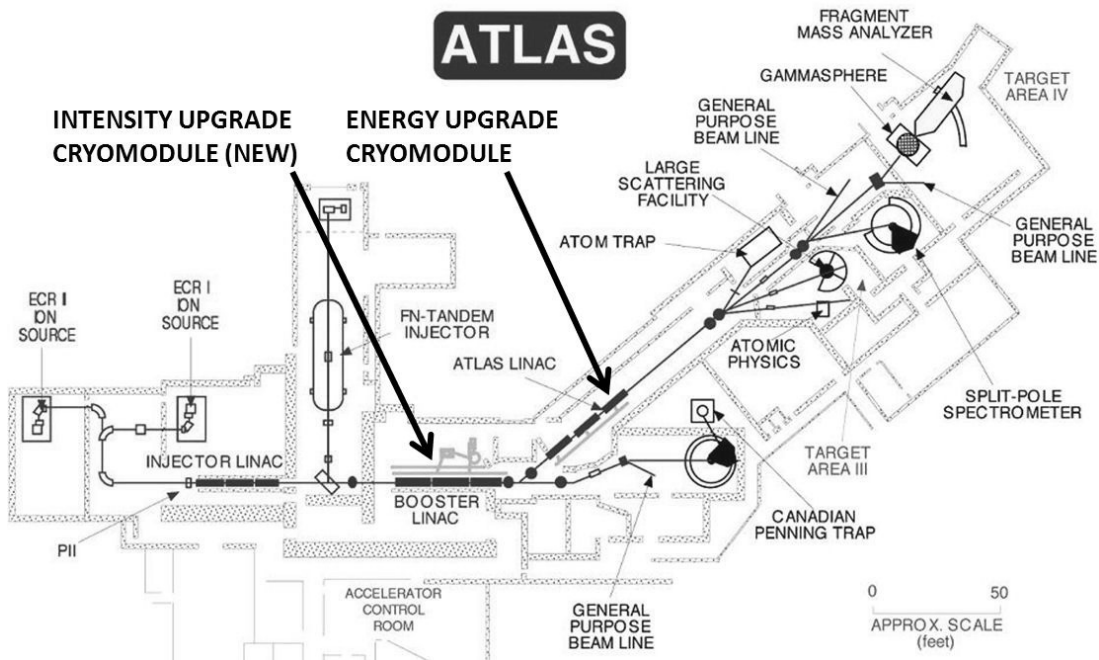 ATLAS
FRAGMENT
MASS ANALYZER
GAMMASPHERE
TARGET
AREA IV
GENERAL
PURPOSE
BEAM LINE
INTENSITY UPGRADE
CRYOMODULE (NEW)
ENERGY UPGRADE
CRYOMODULE
LARGE
SCATTERING
FACILITY
ATOM TRAP
GENERAL
PURPOSE
BEAM LINE
ECR II
ION
SOURCE
ECR I
ION
SOURCE
FN-TANDEM
INJECTOR
ATLAS LINAC
ATOMIC
PHYSICS
SPLIT-POLE
SPECTROMETER
TARGET
AREA III
INJECTOR LINAC
BOOSTER
LINAC
CANADIAN
PENNING TRAP
PII
ACCELERATOR
CONTROL
ROOM
GENERAL
PURPOSE
BEAM LINE
0 50
APPROX. SCALE
(feet)